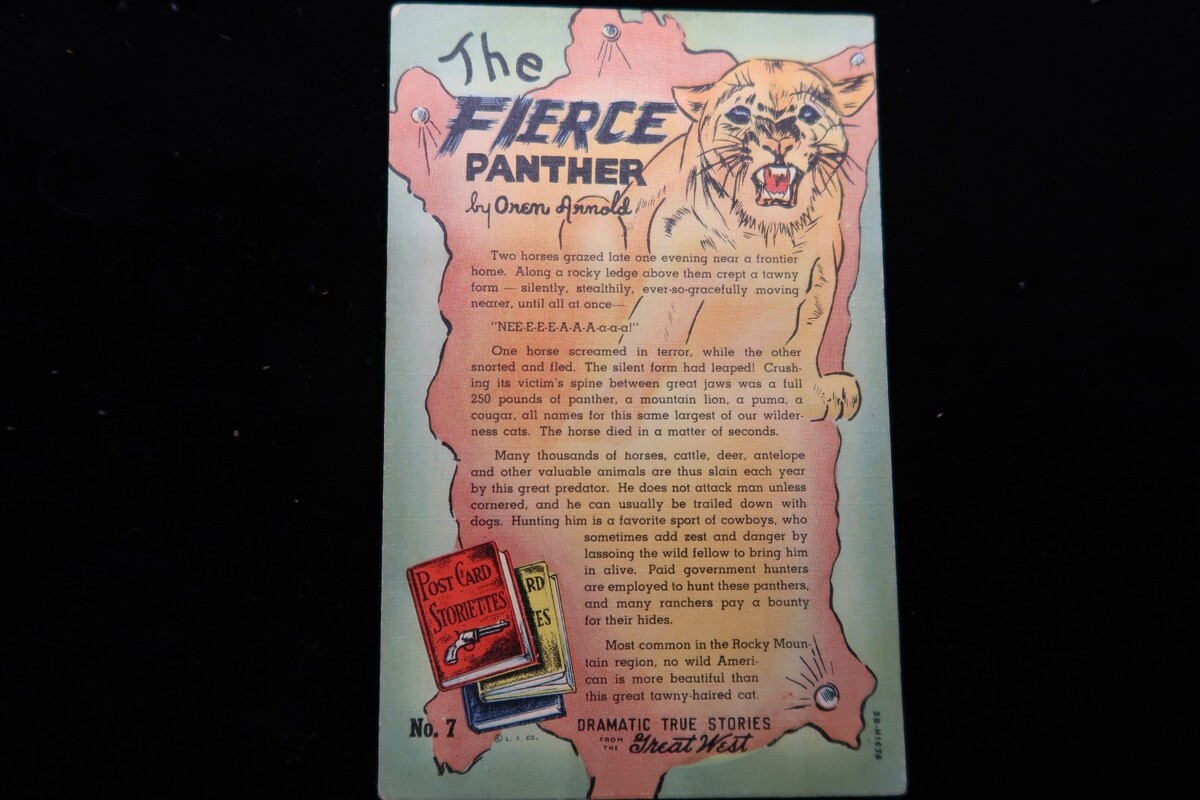 The
FIERCE
PANTHER
by Oren Arnold
Two horses grazed late one evening near a frontier
home. Along a rocky ledge above them crept a tawny
form — silently, stealthily, ever-so-gracefully moving
nearer, until all at once—
"NEE-E-E-E-A-A-A-a-a-a!"
One horse screamed in terror, while the other
snorted and fled. The silent form had leaped! Crush-
ing its victim's spine between great jaws was a full
250 pounds of panther, a mountain lion, a puma, a
cougar, all names for this same largest of our wilder-
ness cats. The horse died in a matter of seconds.
Many thousands of horses, cattle, deer, antelope
and other valuable animals are thus slain each year
by this great predator. He does not attack man unless
cornered, and he can usually be trailed down with
dogs. Hunting him is a favorite sport of cowboys, who
sometimes add zest and danger by
lassoing the wild fellow to bring him
in alive. Paid government hunters
are employed to hunt these panthers,
and many ranchers pay a bounty
for their hides.
Most common in the Rocky Moun-
tain region, no wild Ameri-
can is more beautiful than
this great tawny-haired cat.
POST CARD
STORIETTES
RD
ES
No. 7
© L. S. CO.
DRAMATIC TRUE STORIES
FROM THE Great West